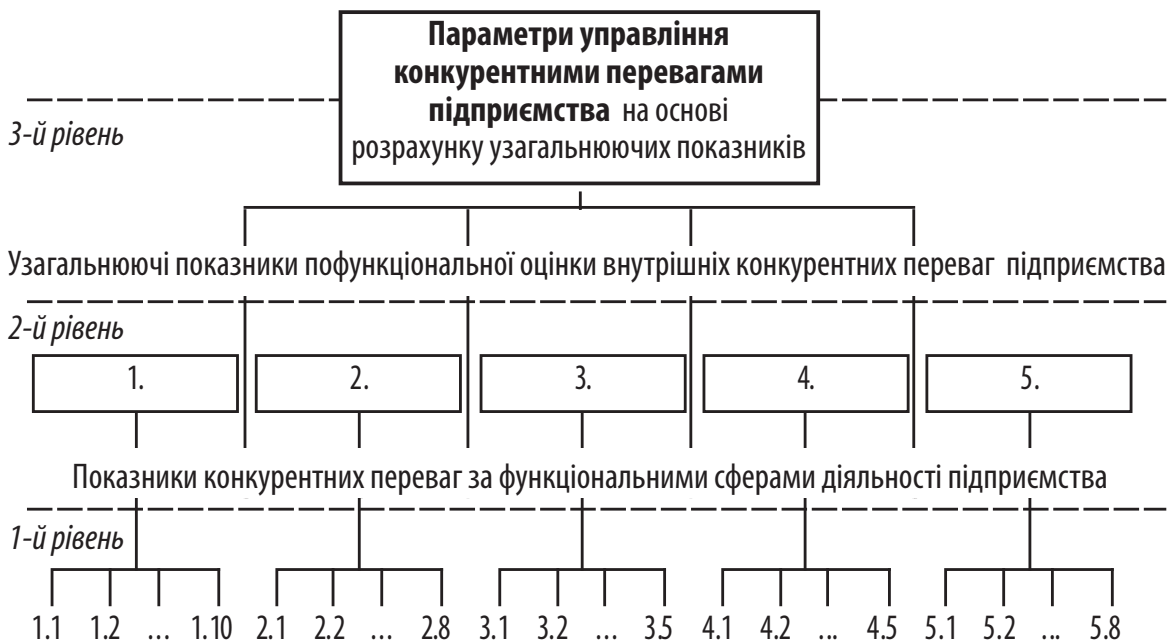 Параметри управління
конкурентними перевагами
підприємства на основі
розрахунку узагальнюючих показників
3-й рівень
Узагальнюючі показники пофункціональної оцінки внутрішніх конкурентних переваг підприємства
2-й рівень
1. 2. 3. 4. 5.
Показники конкурентних переваг за функціональними сферами діяльності підприємства
1-й рівень
1.1 1.2 ... 1.10 2.1 2.2 ... 2.8 3.1 3.2 ... 3.5 4.1 4.2 ... 4.5 5.1 5.2 ... 5.8